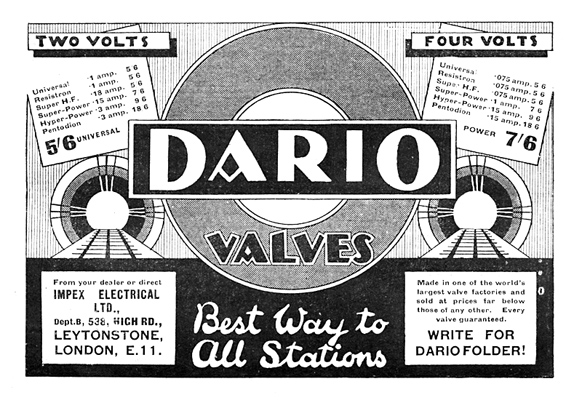 TWO VOLTS
Universal ·1 amp. 5 6
Resistron ·1 amp. 5 6
Super H.F. ·18 amp. 5 6
Super-Power ·15 amp. 7 6
Hyper-Power ·3 amp. 9 6
Pentodion ·3 amp. 18 6
5/6 UNIVERSAL
FOUR VOLTS
Universal ·075 amp. 5 6
Resistron ·075 amp. 5 6
Super H.F. ·075 amp. 5 6
Super-Power ·1 amp. 7 6
Hyper-Power ·15 amp. 9 6
Pentodion ·15 amp. 18 6
POWER 7/6
DARIO
VALVES
Best Way to
All Stations
From your dealer or direct
IMPEX ELECTRICAL
LTD.,
Dept.B, 538, HIGH RD.,
LEYTONSTONE,
LONDON, E.11.
Made in one of the world's
largest valve factories and
sold at prices far below
those of any other. Every
valve guaranteed.
WRITE FOR
DARIO FOLDER!